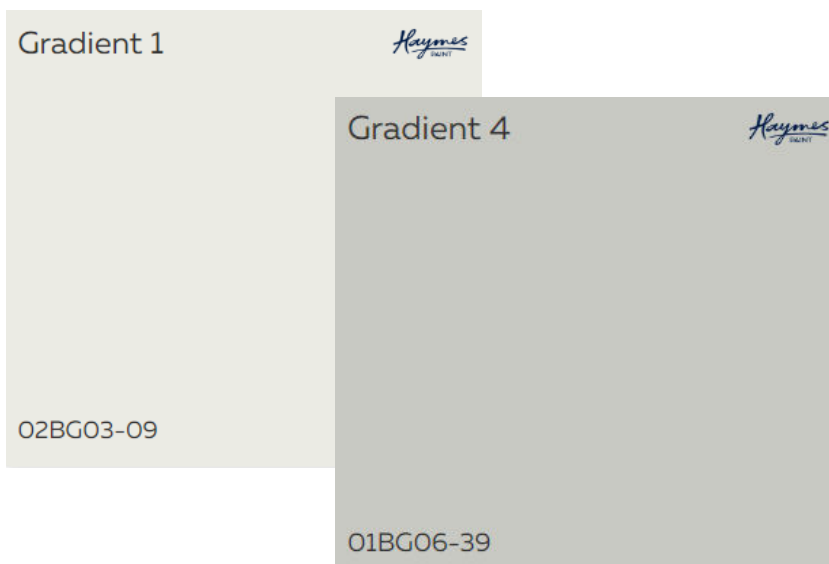 Gradient 1
Haymes
PAINT
02BG03-09
Gradient 4
Haymes
PAINT
01BG06-39